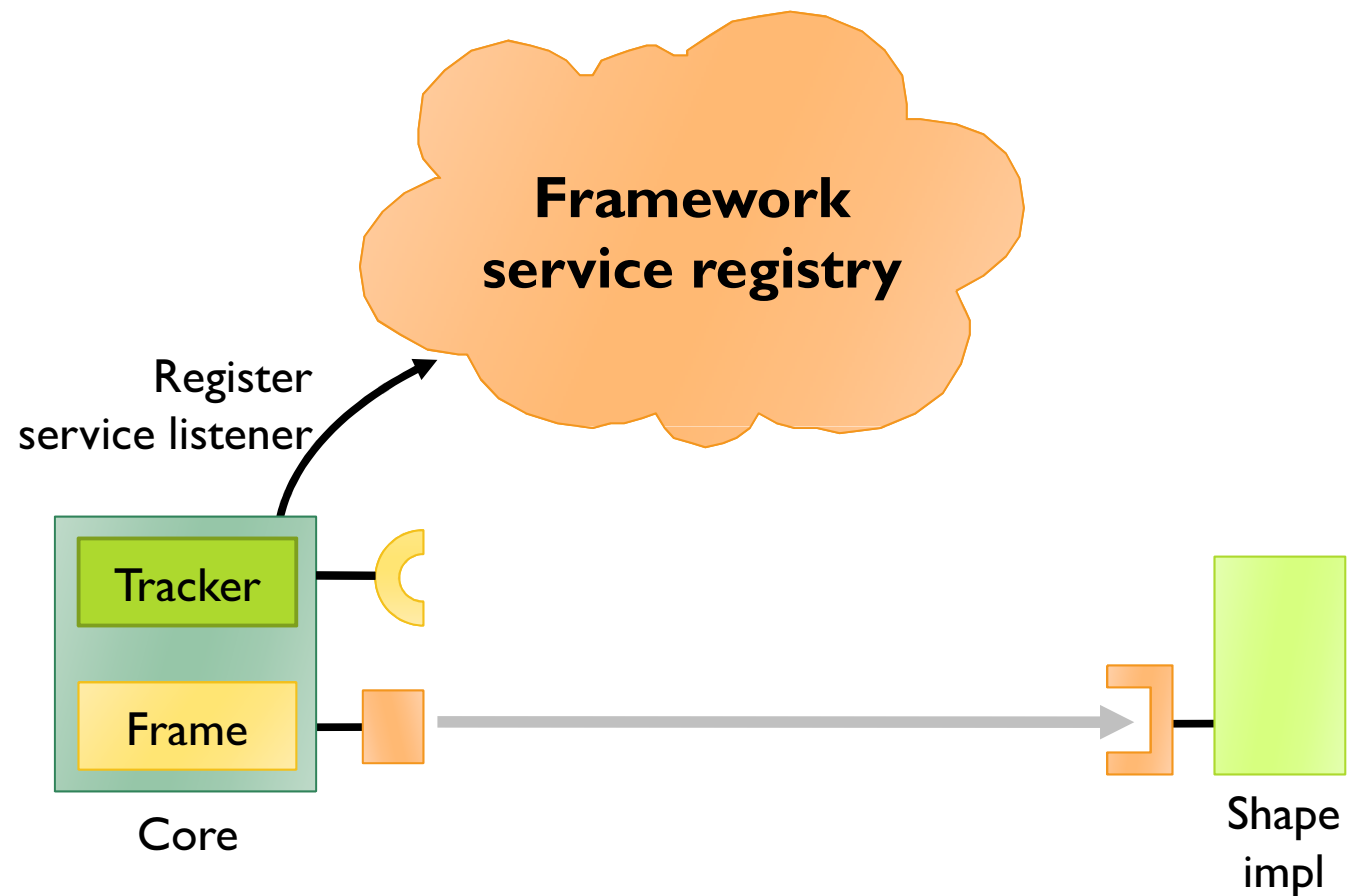 Framework
service registry
Register
service listener
Tracker
Frame
Core
Shape
impl